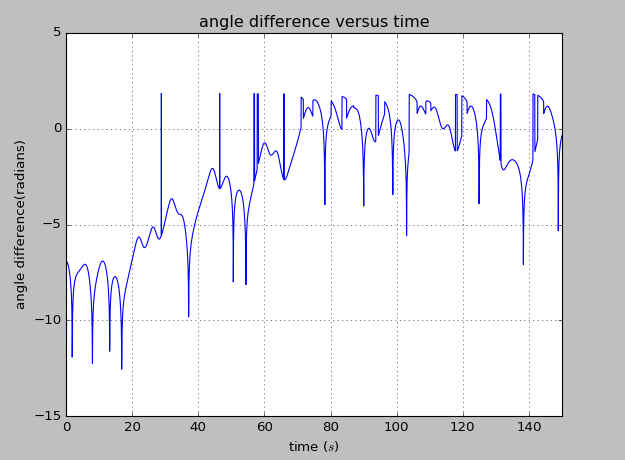 angle difference versus time
5
0
−5
−10
−15
angle difference(radians)
0 20 40 60 80 100 120 140
time (s)